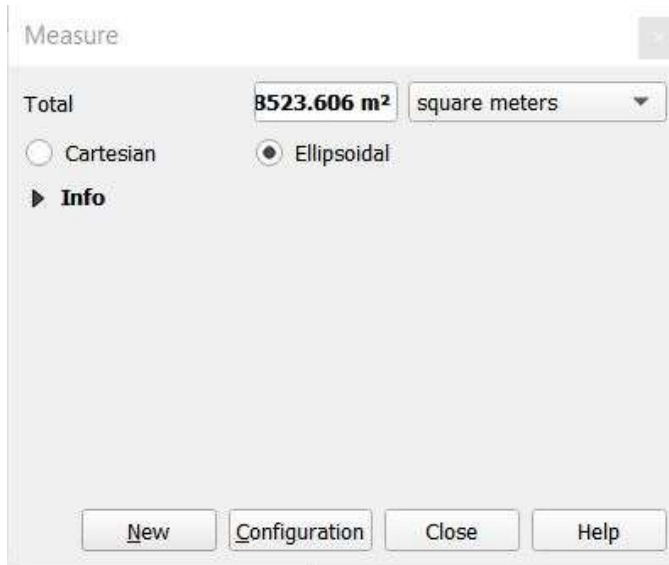 Measure
Total 8523.606 m² square meters
Cartesian Ellipsoidal
Info
New Configuration Close Help